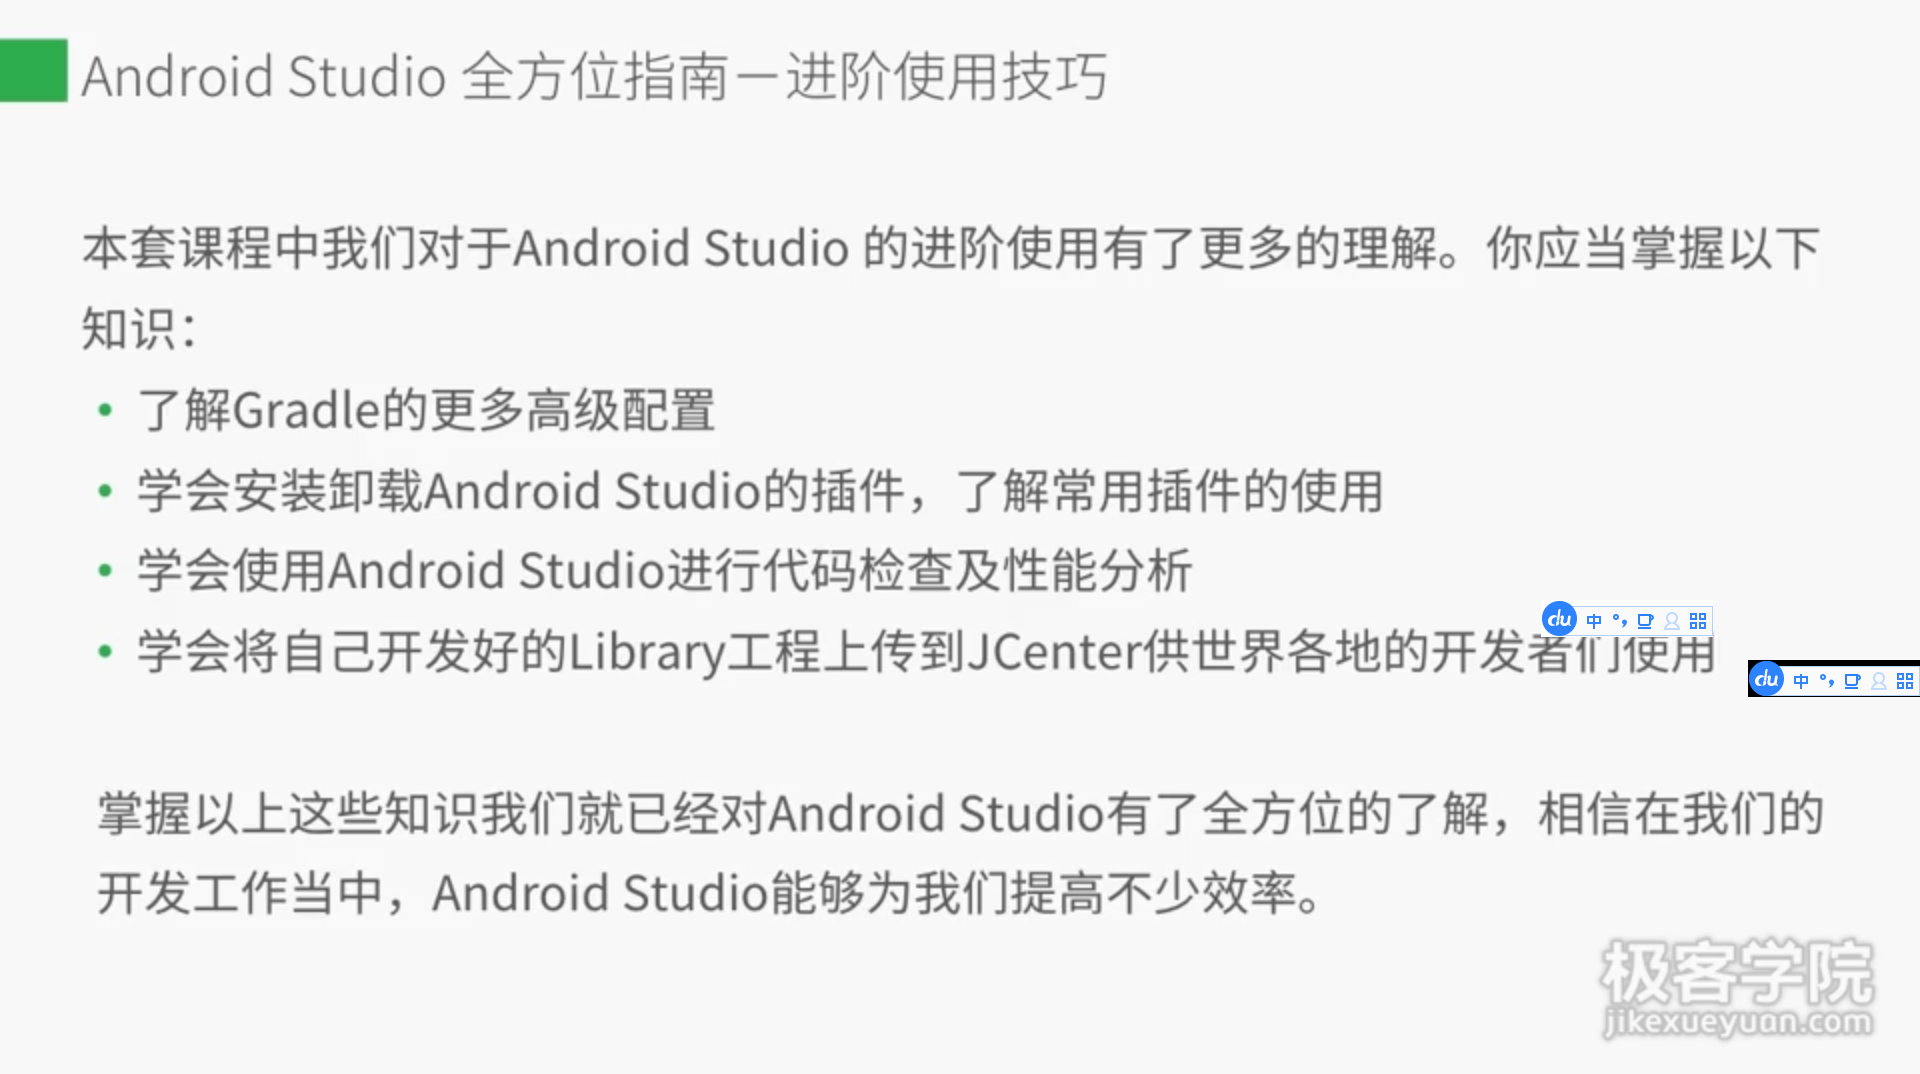 Android Studio 全方位指南－进阶使用技巧
本套课程中我们对于Android Studio 的进阶使用有了更多的理解。你应当掌握以下
知识：
• 了解Gradle的更多高级配置
• 学会安装卸载Android Studio的插件，了解常用插件的使用
• 学会使用Android Studio进行代码检查及性能分析
du 中 °，
• 学会将自己开发好的Library工程上传到JCenter供世界各地的开发者们使用
du 中 °，
掌握以上这些知识我们就已经对Android Studio有了全方位的了解，相信在我们的
开发工作当中，Android Studio能够为我们提高不少效率。
极客学院
jikexueyuan.com